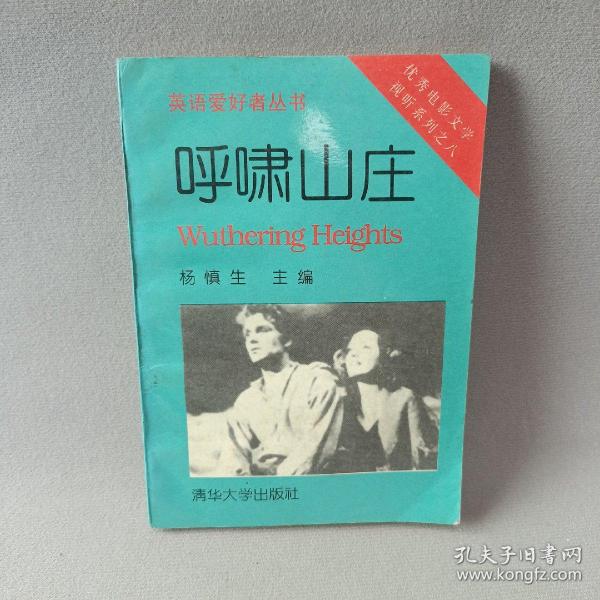 优秀电影文学
视听系列之八
英语爱好者丛书
呼啸山庄
Wuthering Heights
杨慎生 主编
清华大学出版社
孔夫子旧书网
www.kongfz.com